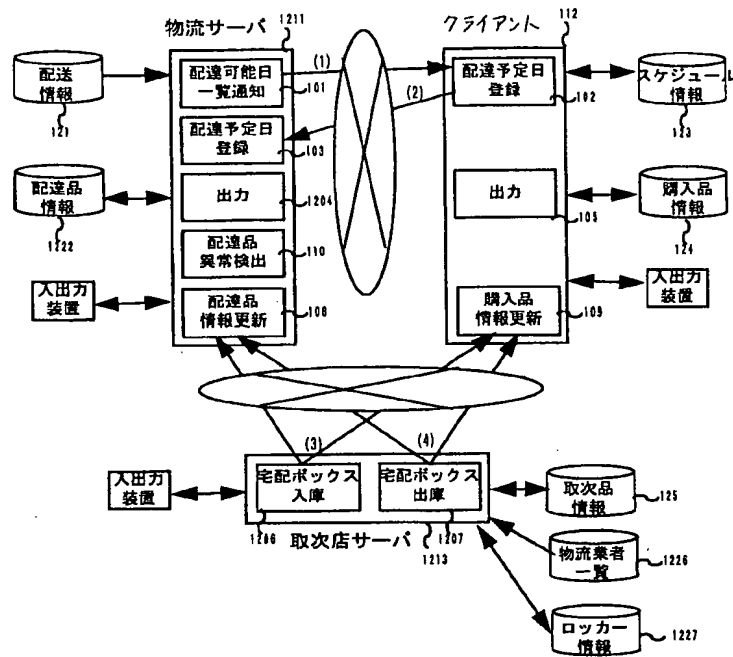 物流サーバ
1211
クライアント
112
配送
情報
121
配達可能日
一覧通知
101
(1)
(2)
配達予定日
登録
102
スケジュール
情報
123
配達予定日
登録
103
配達品
情報
1222
出力
1204
出力
105
購入品
情報
124
配達品
異常検出
110
入出力
装置
配達品
情報更新
108
購入品
情報更新
109
入出力
装置
(3)
(4)
入出力
装置
宅配ボックス
入庫
1206
宅配ボックス
出庫
1207
取次店サーバ
1213
取次品
情報
125
物流業者
一覧
1226
ロッカー
情報
1227